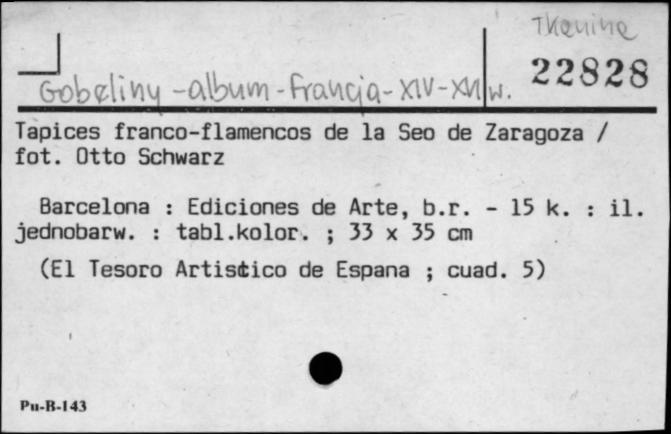 Tkanine
22828
Gobeliny - album - Francja - XIV - XVI w.
Tapices franco-flamencos de la Seo de Zaragoza /
fot. Otto Schwarz
Barcelona : Ediciones de Arte, b.r. - 15 k. : il.
jednobarw. : tabl.kolor. ; 33 x 35 cm
(El Tesoro Artistico de Espana ; cuad. 5)
Pu-B-143